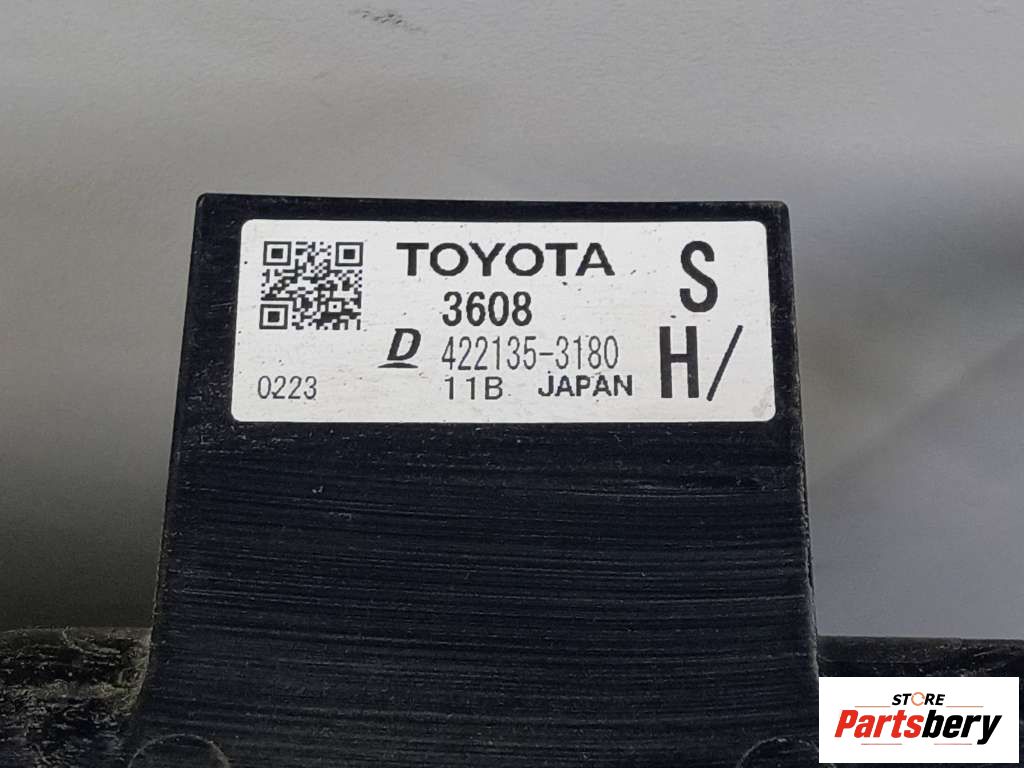 TOYOTA S
3608
D 422135-3180 H/
0223 11B JAPAN
STORE
Partsbery